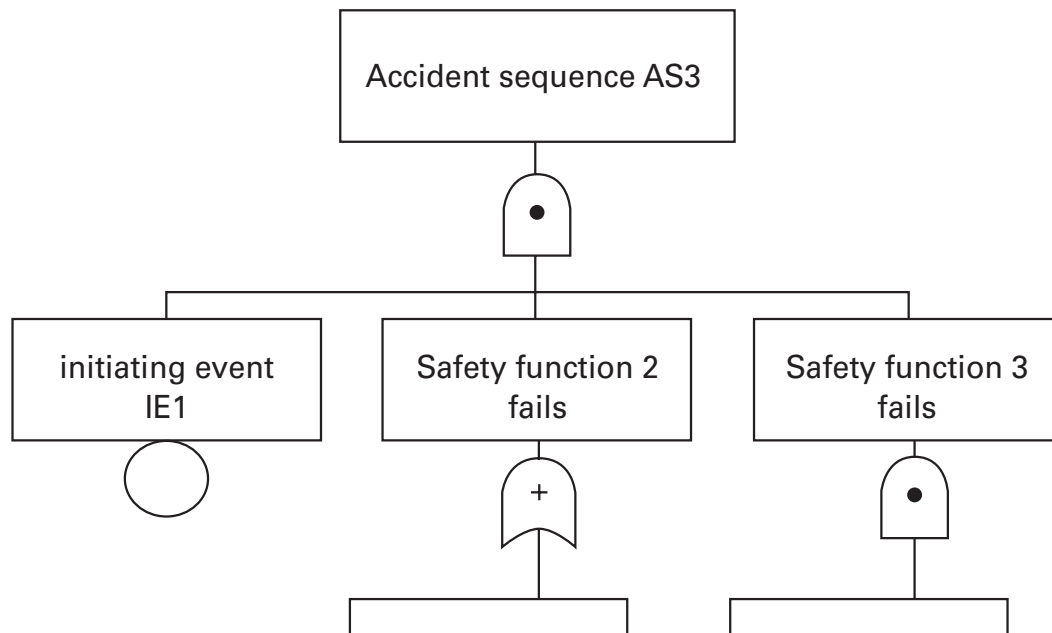 Accident sequence AS3
initiating event
IE1
Safety function 2
fails
Safety function 3
fails
+